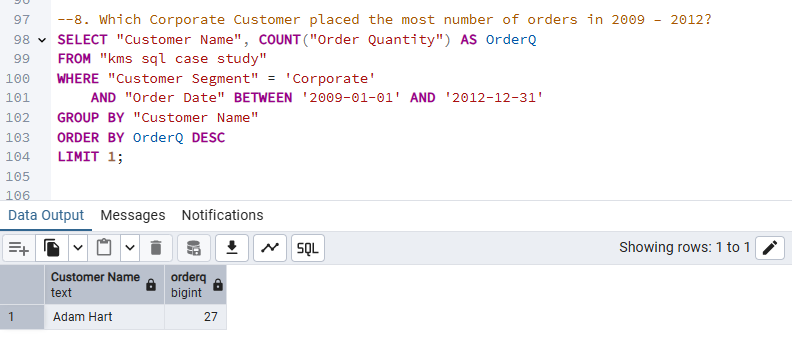 96
97 --8. Which Corporate Customer placed the most number of orders in 2009 – 2012?
98 SELECT "Customer Name", COUNT("Order Quantity") AS OrderQ
99 FROM "kms sql case study"
100 WHERE "Customer Segment" = 'Corporate'
101 AND "Order Date" BETWEEN '2009-01-01' AND '2012-12-31'
102 GROUP BY "Customer Name"
103 ORDER BY OrderQ DESC
104 LIMIT 1;
105
106
Data Output Messages Notifications
SQL Showing rows: 1 to 1
Customer Name orderq
text bigint
1 Adam Hart 27